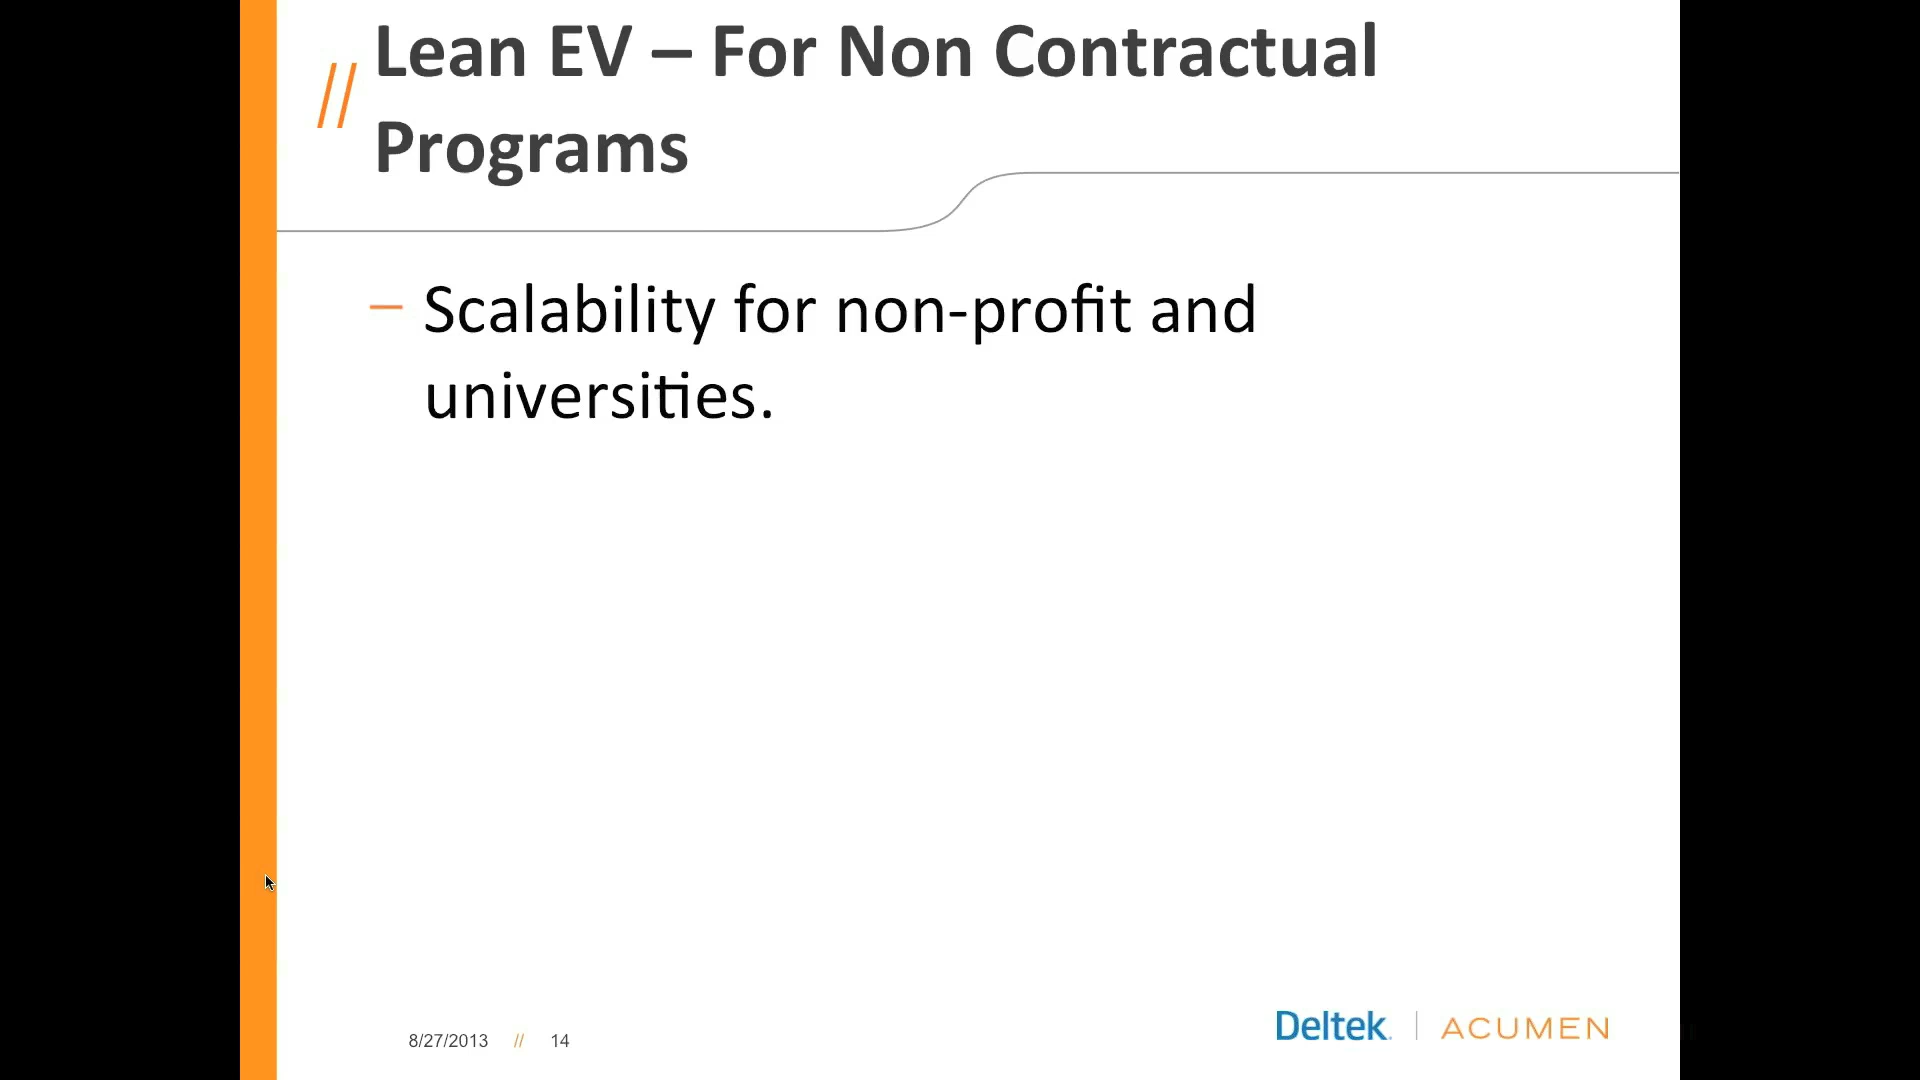 // Lean EV – For Non Contractual
Programs
– Scalability for non-profit and
universities.
8/27/2013 // 14
Deltek | ACUMEN